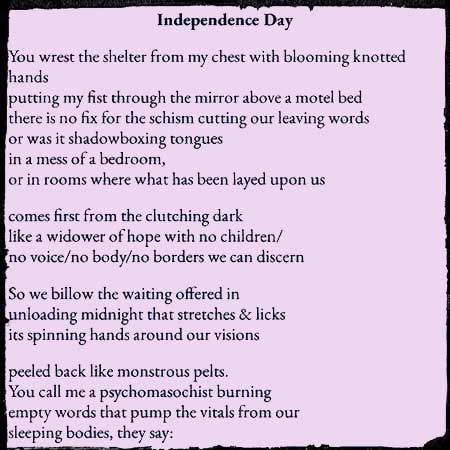 Independence Day
You wrest the shelter from my chest with blooming knotted
hands
putting my fist through the mirror above a motel bed
there is no fix for the schism cutting our leaving words
or was it shadowboxing tongues
in a mess of a bedroom,
or in rooms where what has been layed upon us
comes first from the clutching dark
like a widower of hope with no children/
no voice/no body/no borders we can discern
So we billow the waiting offered in
unloading midnight that stretches & licks
its spinning hands around our visions
peeled back like monstrous pelts.
You call me a psychomasochist burning
empty words that pump the vitals from our
sleeping bodies, they say: